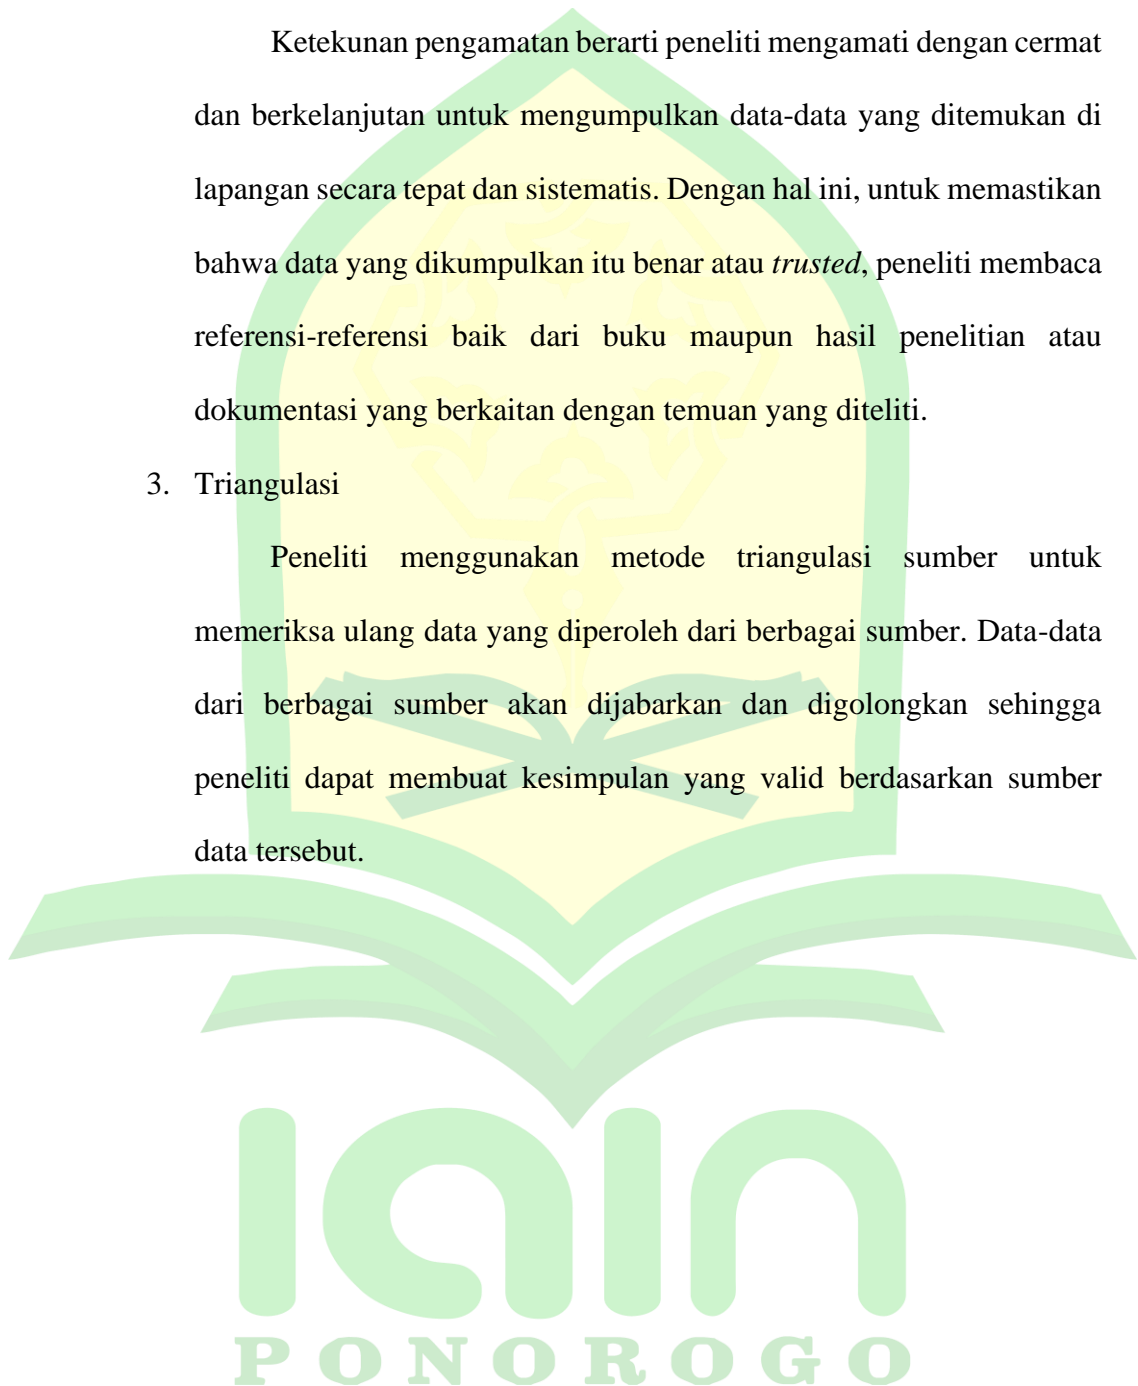 Ketekunan pengamatan berarti peneliti mengamati dengan cermat
dan berkelanjutan untuk mengumpulkan data-data yang ditemukan di
lapangan secara tepat dan sistematis. Dengan hal ini, untuk memastikan
bahwa data yang dikumpulkan itu benar atau trusted, peneliti membaca
referensi-referensi baik dari buku maupun hasil penelitian atau
dokumentasi yang berkaitan dengan temuan yang diteliti.
3. Triangulasi
Peneliti menggunakan metode triangulasi sumber untuk
memeriksa ulang data yang diperoleh dari berbagai sumber. Data-data
dari berbagai sumber akan dijabarkan dan digolongkan sehingga
peneliti dapat membuat kesimpulan yang valid berdasarkan sumber
data tersebut.
iain
PONOROGO